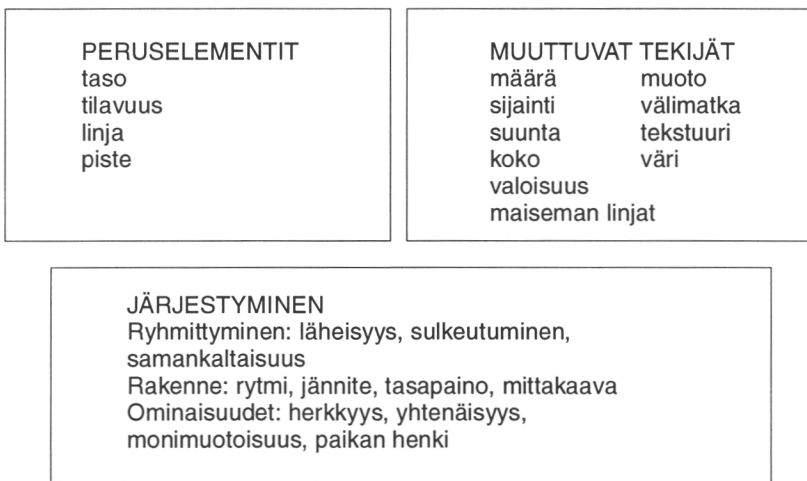 PERUSELEMENTIT
taso
tilavuus
linja
piste
MUUTTUVAT TEKIJÄT
määrä muoto
sijainti välimatka
suunta tekstuuri
koko väri
valoisuus
maiseman linjat
JÄRJESTYMINEN
Ryhmittyminen: läheisyys, sulkeutuminen,
samankaltaisuus
Rakenne: rytmi, jännite, tasapaino, mittakaava
Ominaisuudet: herkkyys, yhtenäisyys,
monimuotoisuus, paikan henki